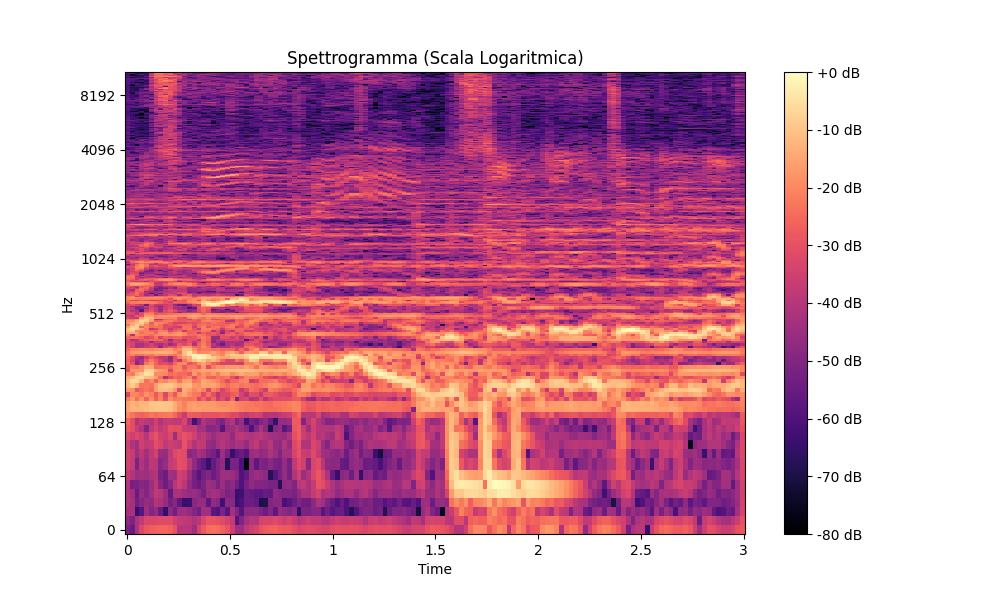 Spettrogramma (Scala Logaritmica)
Hz
8192
4096
2048
1024
512
256
128
64
0
0 0.5 1 1.5 2 2.5 3
Time
+0 dB
-10 dB
-20 dB
-30 dB
-40 dB
-50 dB
-60 dB
-70 dB
-80 dB